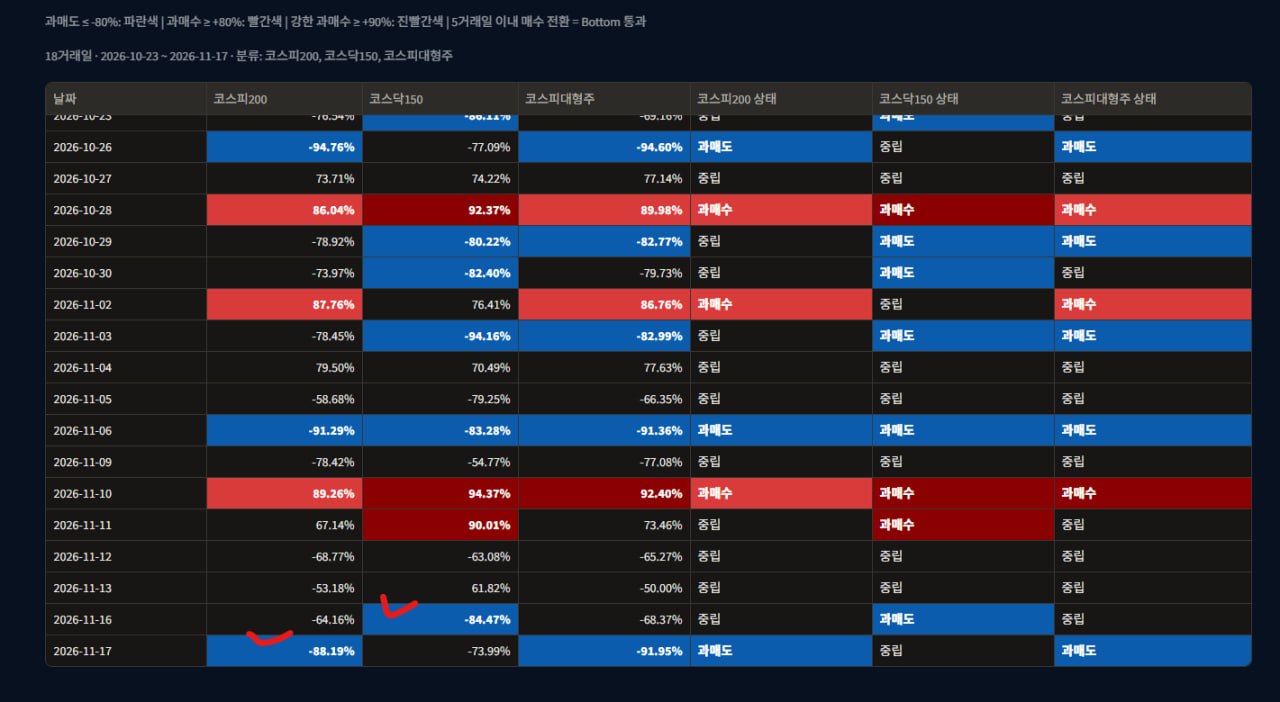 과매도 ≤ -80%: 파란색 | 과매수 ≥ +80%: 빨간색 | 강한 과매수 ≥ +90%: 진빨간색 | 5거래일 이내 매수 전환 = Bottom 통과
18거래일 · 2026-10-23 ~ 2026-11-17 · 분류: 코스피200, 코스닥150, 코스피대형주
날짜 코스피200 코스닥150 코스피대형주 코스피200 상태 코스닥150 상태 코스피대형주 상태
2026-10-23 -76.54% -86.11% -69.16% 중립 과매도 중립
2026-10-26 -94.76% -77.09% -94.60% 과매도 중립 과매도
2026-10-27 73.71% 74.22% 77.14% 중립 중립 중립
2026-10-28 86.04% 92.37% 89.98% 과매수 과매수 과매수
2026-10-29 -78.92% -80.22% -82.77% 중립 과매도 과매도
2026-10-30 -73.97% -82.40% -79.73% 중립 과매도 중립
2026-11-02 87.76% 76.41% 86.76% 과매수 중립 과매수
2026-11-03 -78.45% -94.16% -82.99% 중립 과매도 과매도
2026-11-04 79.50% 70.49% 77.63% 중립 중립 중립
2026-11-05 -58.68% -79.25% -66.35% 중립 중립 중립
2026-11-06 -91.29% -83.28% -91.36% 과매도 과매도 과매도
2026-11-09 -78.42% -54.77% -77.08% 중립 중립 중립
2026-11-10 89.26% 94.37% 92.40% 과매수 과매수 과매수
2026-11-11 67.14% 90.01% 73.46% 중립 과매수 중립
2026-11-12 -68.77% -63.08% -65.27% 중립 중립 중립
2026-11-13 -53.18% 61.82% -50.00% 중립 중립 중립
2026-11-16 -64.16% -84.47% -68.37% 중립 과매도 중립
2026-11-17 -88.19% -73.99% -91.95% 과매도 중립 과매도